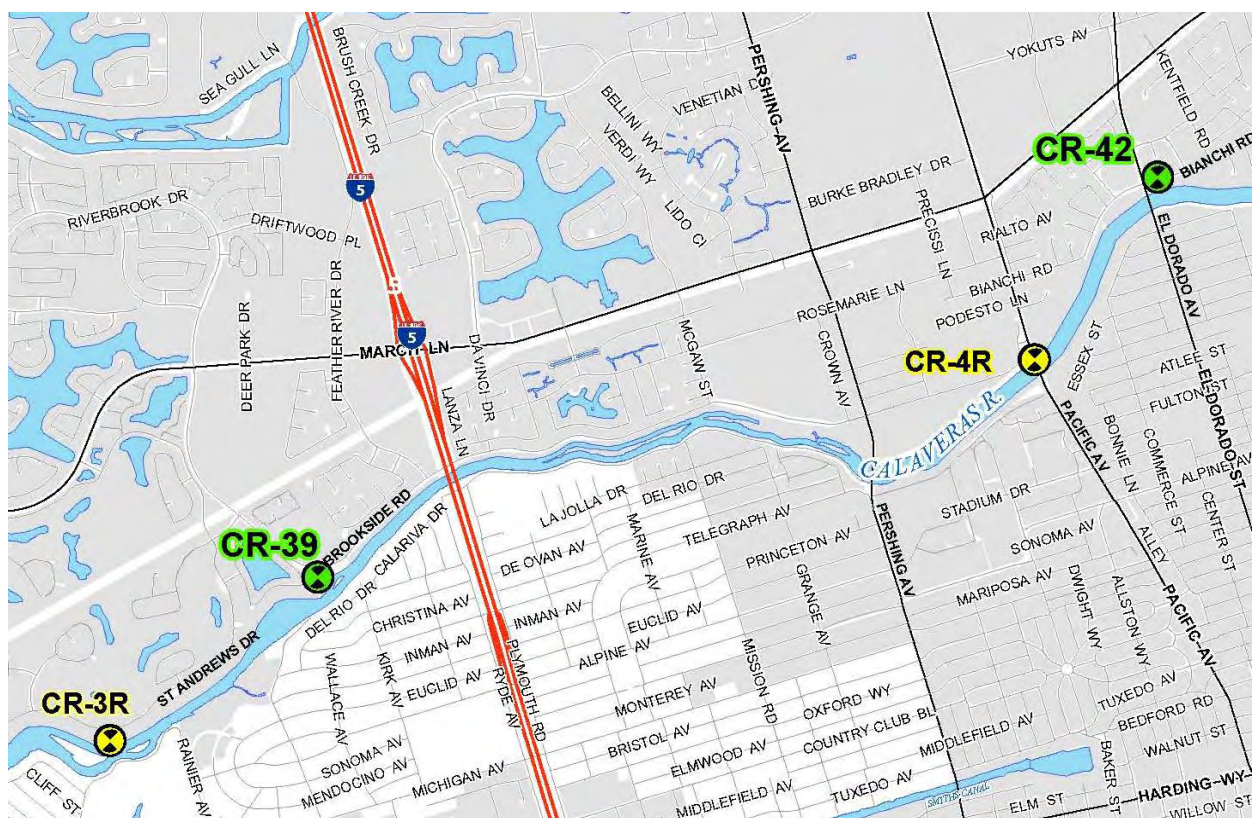 SEA GULL LN
BRUSH CREEK DR
PERSHING AV
YOKUTS AV
KENTFIELD RD
VENETIAN D
BELLINI WY
VERDI WY
LIDO CI
CR-42
BIANCHI RD
BURKE BRADLEY DR
PRECISSI LN
RIALTO AV
RIVERBROOK DR
DRIFTWOOD PL
5
FEATHERRIVER DR
DEER PARK DR
EL DORADO AV
BIANCHI RD
ROSEMARIE LN
PODESTO LN
5
MARCH LN
DA VINCI DR
MCGAW ST
CROWN AV
CR-4R
ESSEX ST
ATLEE ST
FULTON ST
EL DORADO ST
LANZA LN
CALAVERAS R.
PACIFIC AV
BONNIE LN
COMMERCE ST
ALPINE AV
CENTER ST
BROOKSIDE RD
CALARIVA DR
LA JOLLA DR
DEL RIO DR
MARINE AV
TELEGRAPH AV
STADIUM DR
SONOMA AV
ALLEY
CR-39
DE OVAN AV
PRINCETON AV
PERSHING AV
GRANGE AV
MARIPOSA AV
DWIGHT WY
ALLSTON WY
PACIFIC AV
DEL RIO DR
CHRISTINA AV
INMAN AV
INMAN AV
EUCLID AV
EUCLID AV
ALPINE AV
ST ANDREWS DR
WALLACE AV
KIRK AV
PLYMOUTH RD
RYDE AV
MONTEREY AV
MISSION RD
OXFORD WY
TUXEDO AV
BEDFORD RD
CR-3R
BRISTOL AV
ELMWOOD AV
COUNTRY CLUB BL
MIDDLEFIELD AV
WALNUT ST
BAKER ST
RAINIER AV
SONOMA AV
MENDOCINO AV
MICHIGAN AV
MIDDLEFIELD AV
TUXEDO AV
SMITHS CANAL
CLIFF ST
ELM ST
HARDING WY
WILLOW ST